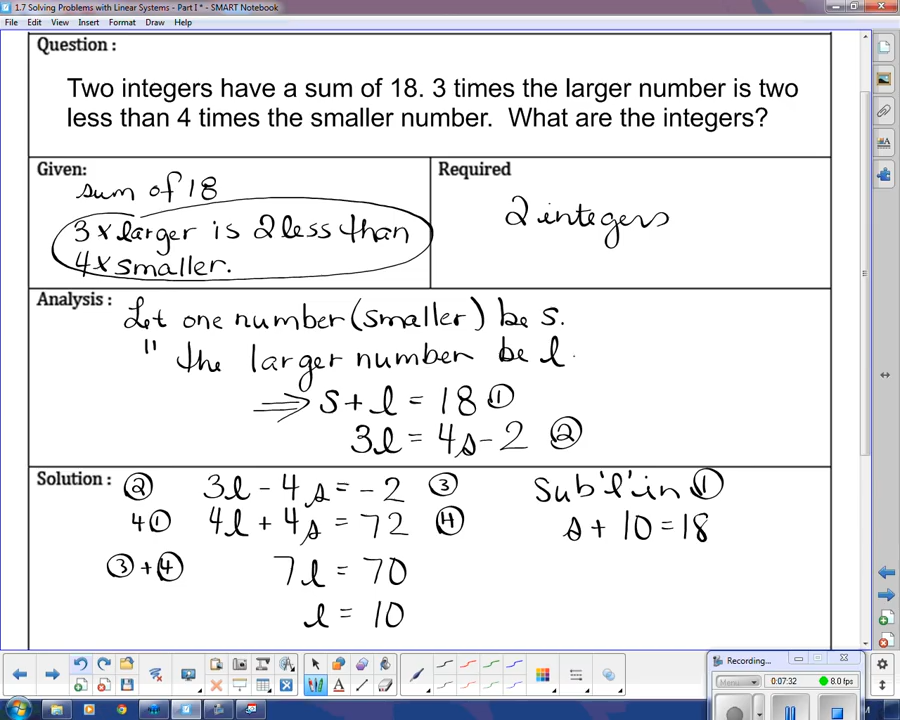 1.7 Solving Problems with Linear Systems - Part I * - SMART Notebook
File Edit View Insert Format Draw Help
Question :
Two integers have a sum of 18. 3 times the larger number is two
less than 4 times the smaller number. What are the integers?
Given:
sum of 18
3 x larger is 2 less than
4 x smaller.
Required
2 integers
Analysis :
Let one number (smaller) be s.
" the larger number be l.
⇒ s + l = 18 ①
3l = 4s - 2 ②
Solution :
② 3l - 4s = -2 ③
4① 4l + 4s = 72 ④
③ + ④ 7l = 70
l = 10
Sub 'l' in ①
s + 10 = 18
Recording...
Menu
0:07:32
8.0 fps